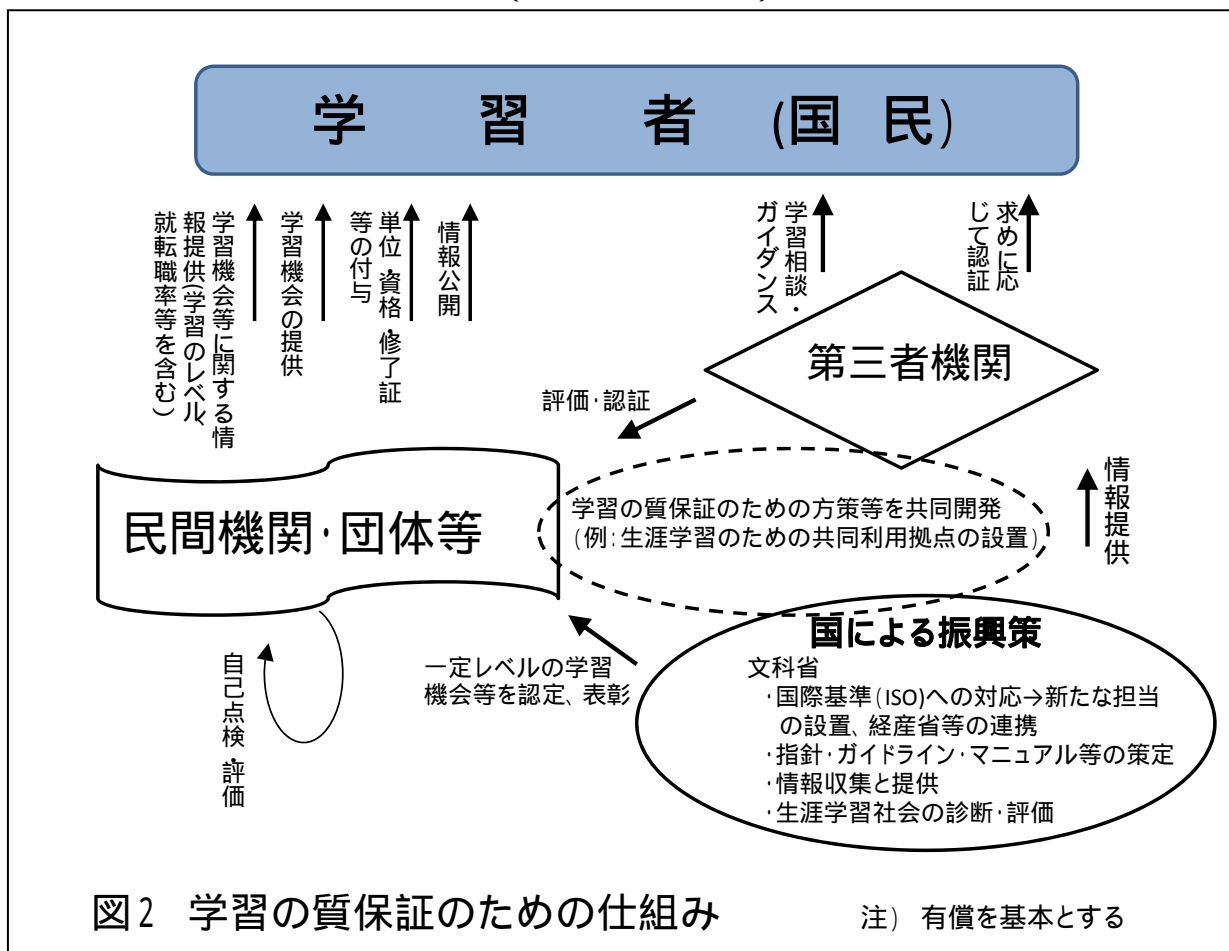 学 習 者 (国 民)
学習機会等に関する情
報提供(学習のレベル、
就転職率等を含む)
学習機会の提供
単位・資格・修了証
等の付与
情報公開
学習相談・
ガイダンス
求めに応
じて認証
第三者機関
評価・認証
民間機関・団体等
学習の質保証のための方策等を共同開発
(例:生涯学習のための共同利用拠点の設置)
情報提供
自己点検・評価
一定レベルの学習
機会等を認定、表彰
国による振興策
文科省
・国際基準(ISO)への対応→新たな担当
の設置、経産省等の連携
・指針・ガイドライン・マニュアル等の策定
・情報収集と提供
・生涯学習社会の診断・評価
図2 学習の質保証のための仕組み
注) 有償を基本とする